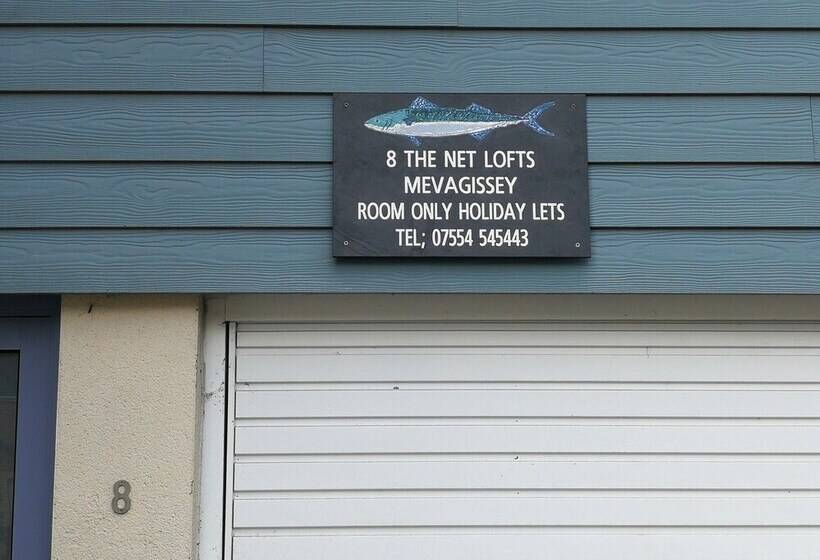 8 THE NET LOFTS
MEVAGISSEY
ROOM ONLY HOLIDAY LETS
TEL; 07554 545443
8